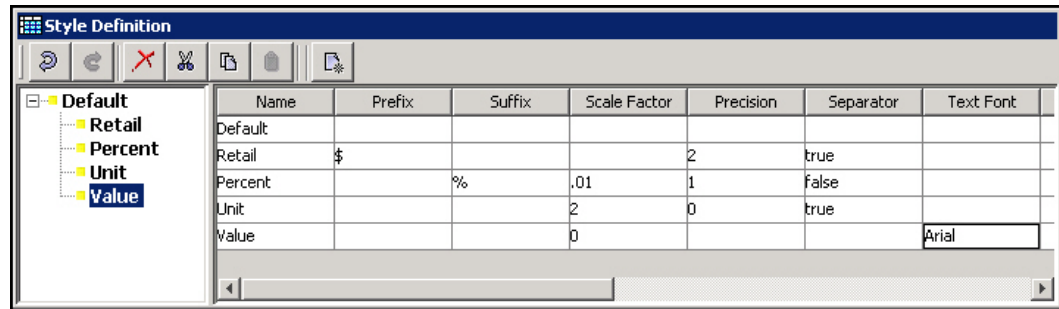 Style Definition
Default
Retail
Percent
Unit
Value
Name Prefix Suffix Scale Factor Precision Separator Text Font
Default
Retail $ 2 true
Percent % .01 1 false
Unit 2 0 true
Value 0 Arial